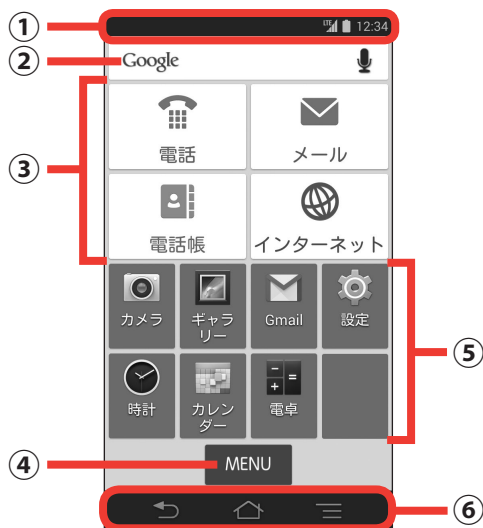 ①
LTE 12:34
② Google
③
電話 メール
電話帳 インターネット
カメラ ギャラ Gmail 設定
リー
⑤
時計 カレン 電卓
ダー
④ MENU
⑥